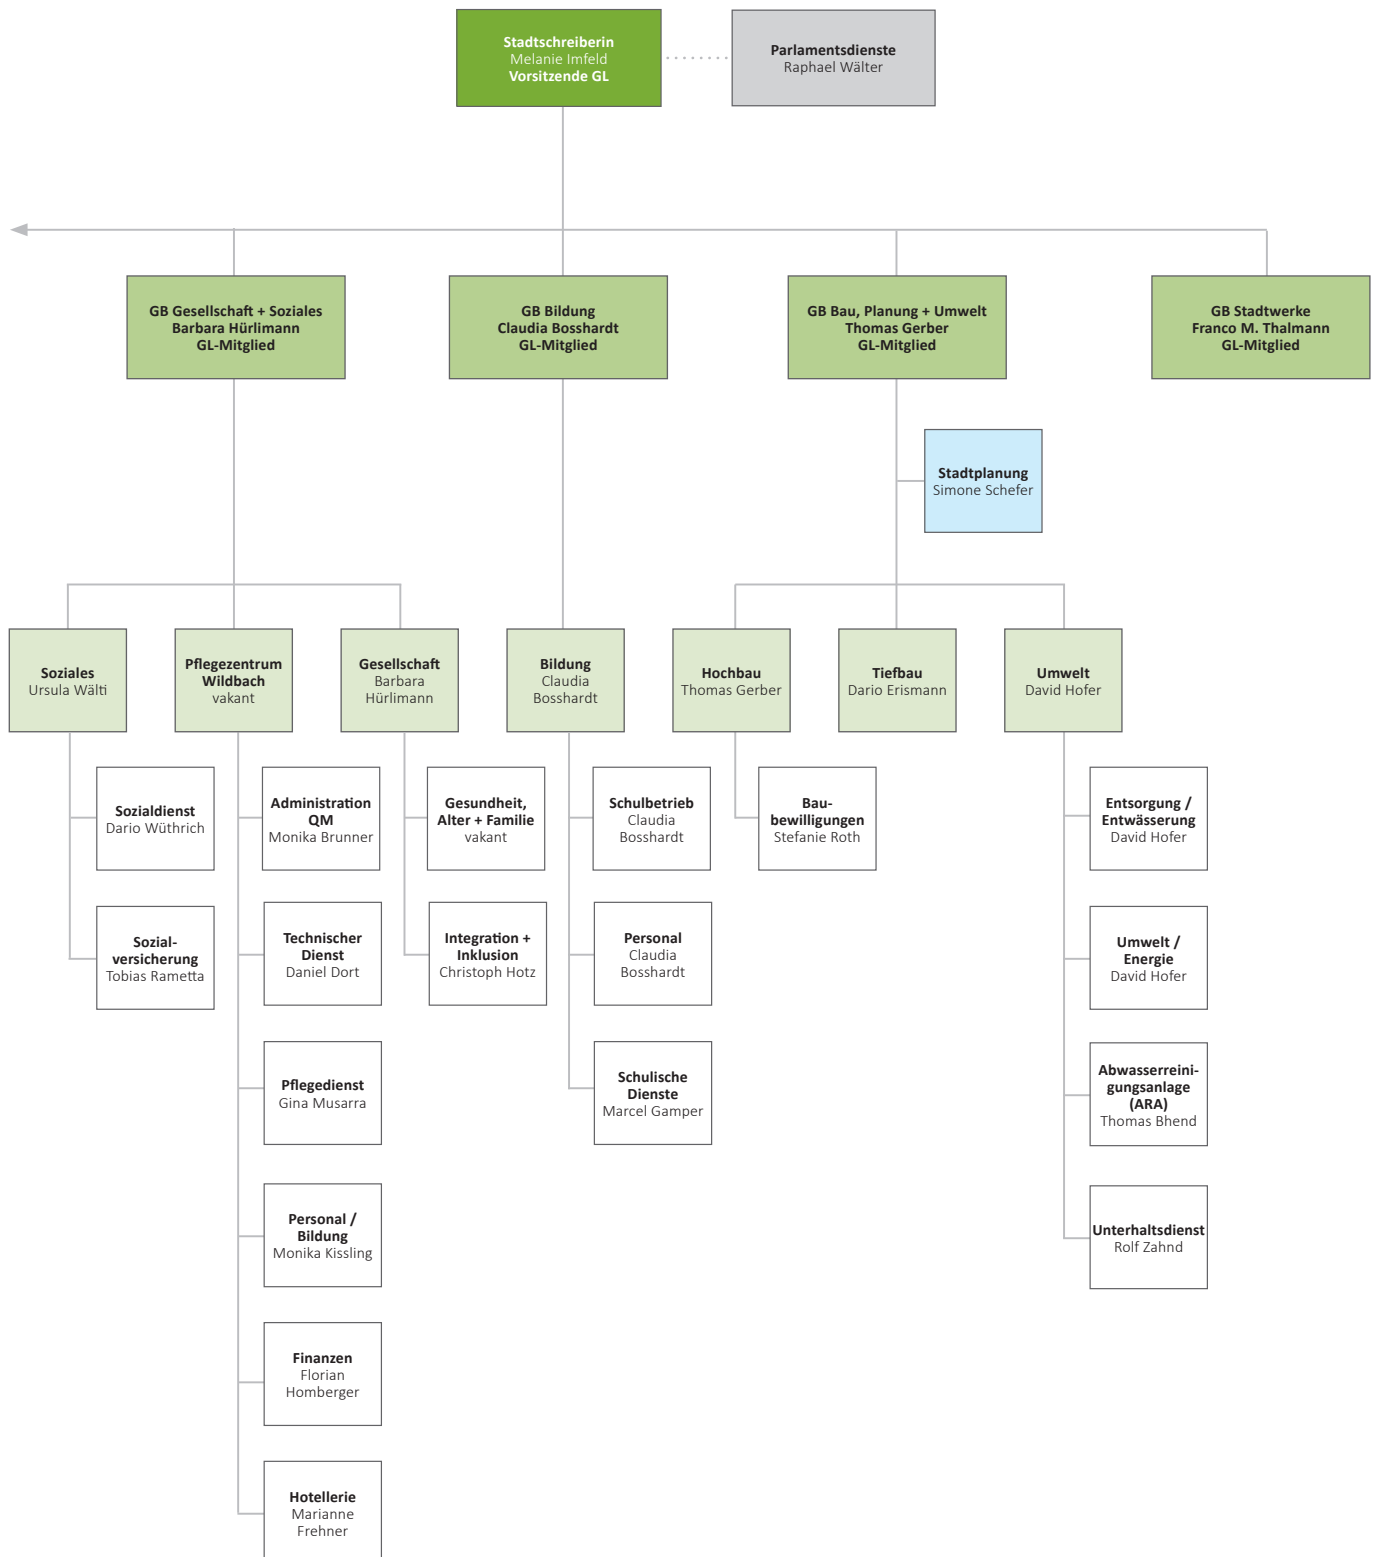 Stadtschreiberin
Melanie Imfeld
Vorsitzende GL
Parlamentsdienste
Raphael Wälter
GB Gesellschaft + Soziales
Barbara Hürlimann
GL-Mitglied
GB Bildung
Claudia Bosshardt
GL-Mitglied
GB Bau, Planung + Umwelt
Thomas Gerber
GL-Mitglied
GB Stadtwerke
Franco M. Thalmann
GL-Mitglied
Stadtplanung
Simone Schefer
Soziales
Ursula Wälti
Pflegezentrum
Wildbach
vakant
Gesellschaft
Barbara
Hürlimann
Bildung
Claudia
Bosshardt
Hochbau
Thomas Gerber
Tiefbau
Dario Erismann
Umwelt
David Hofer
Sozialdienst
Dario Wüthrich
Administration
QM
Monika Brunner
Gesundheit,
Alter + Familie
vakant
Schulbetrieb
Claudia
Bosshardt
Bau-
bewilligungen
Stefanie Roth
Entsorgung /
Entwässerung
David Hofer
Sozial-
versicherung
Tobias Rametta
Technischer
Dienst
Daniel Dort
Integration +
Inklusion
Christoph Hotz
Personal
Claudia
Bosshardt
Umwelt /
Energie
David Hofer
Pflegedienst
Gina Musarra
Schulische
Dienste
Marcel Gamper
Abwasserreini-
gungsanlage
(ARA)
Thomas Bhend
Personal /
Bildung
Monika Kissling
Unterhaltsdienst
Rolf Zahnd
Finanzen
Florian
Homberger
Hotellerie
Marianne
Frehner